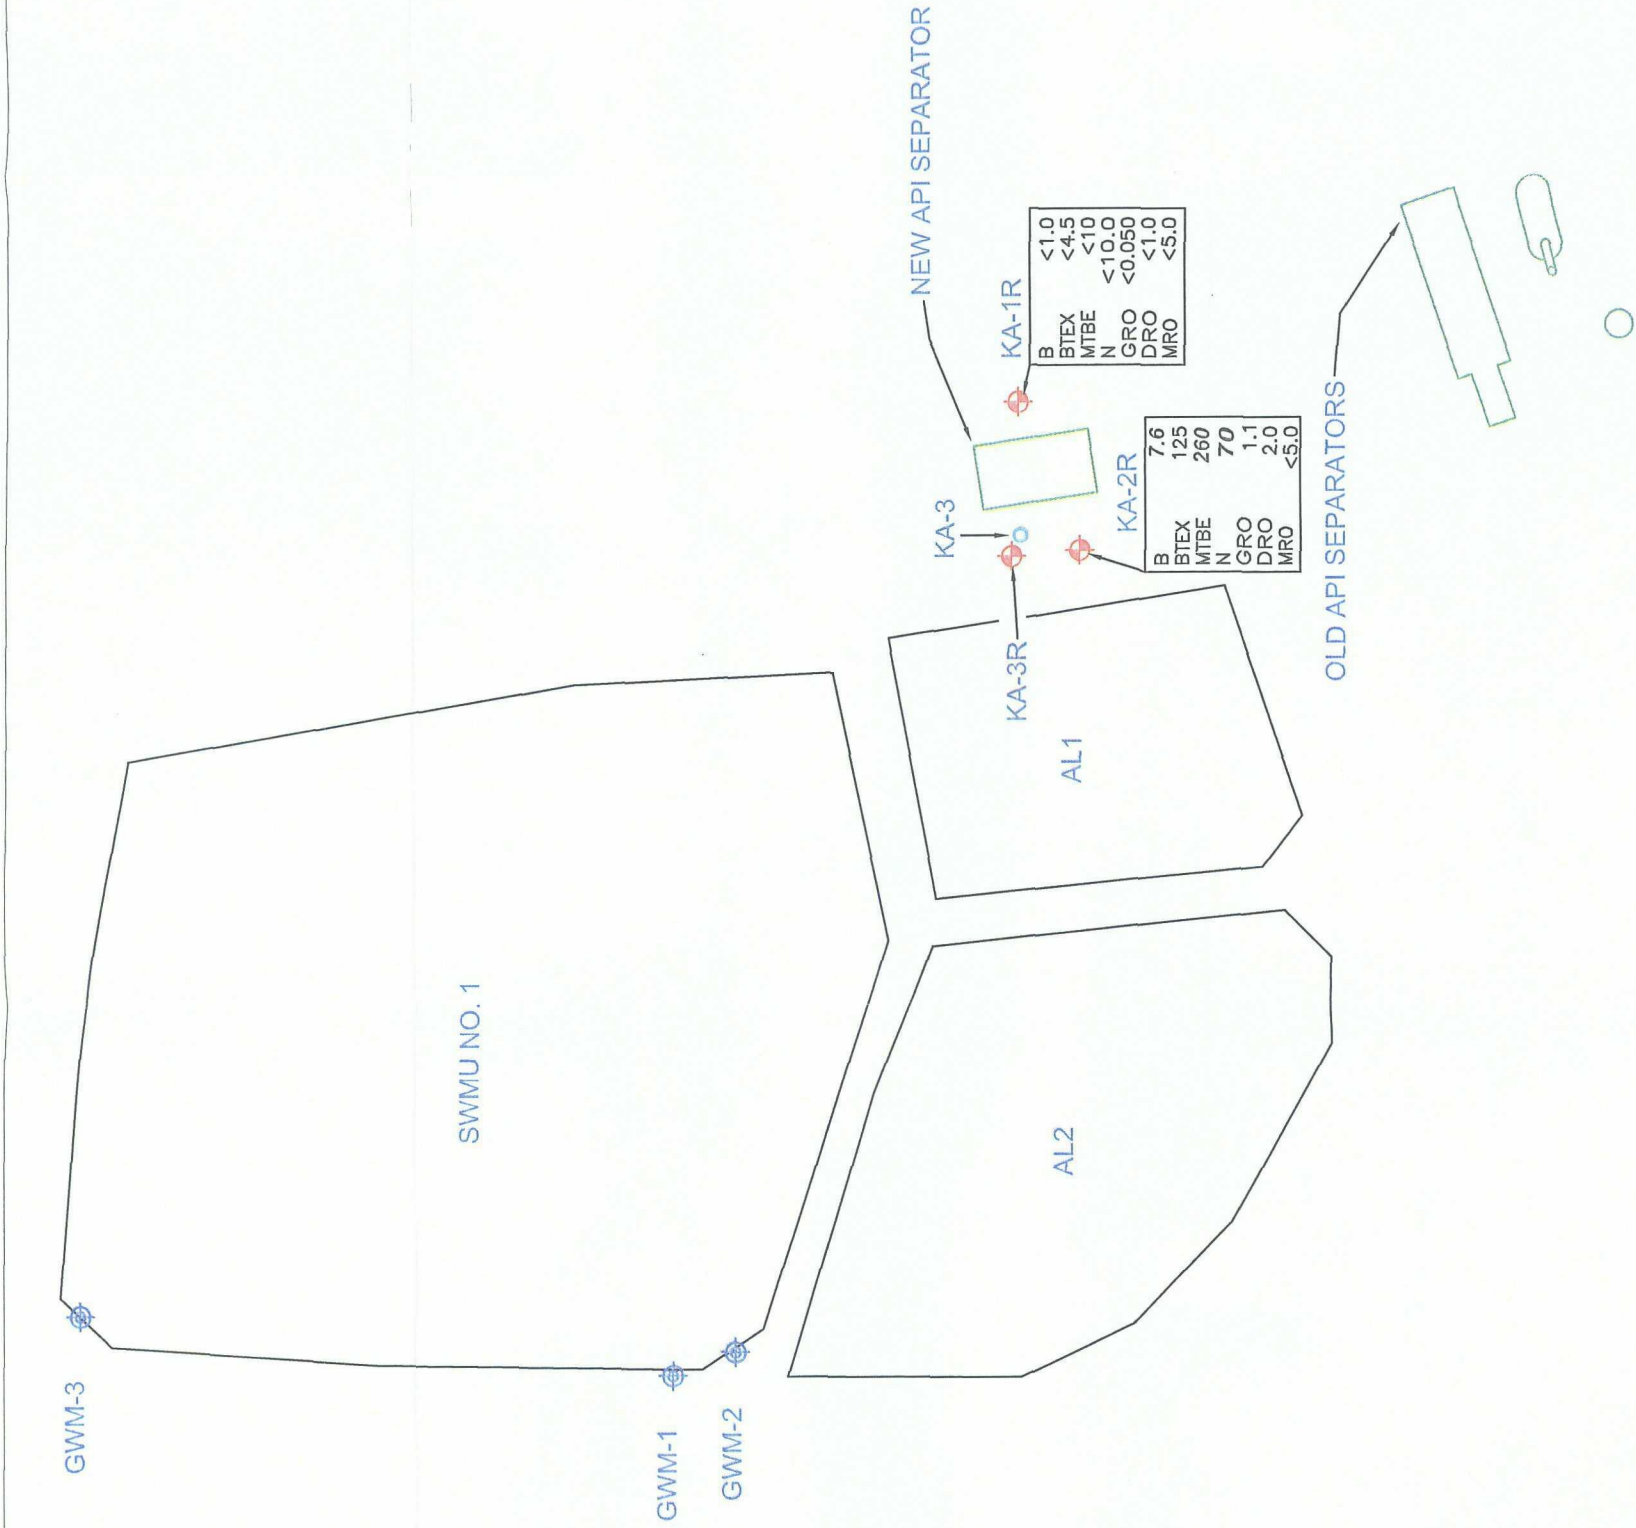 GWM-3
GWM-1
GWM-2
SWMU NO. 1
AL2
AL1
KA-3R
KA-3
NEW API SEPARATOR
KA-1R
B <1.0
BTEX <4.5
MTBE <10
N <10.0
GRO <0.050
DRO <1.0
MRO <5.0
KA-2R
B 7.6
BTEX 125
MTBE 260
N 70
GRO 1.1
DRO 2.0
MRO <5.0
OLD API SEPARATORS